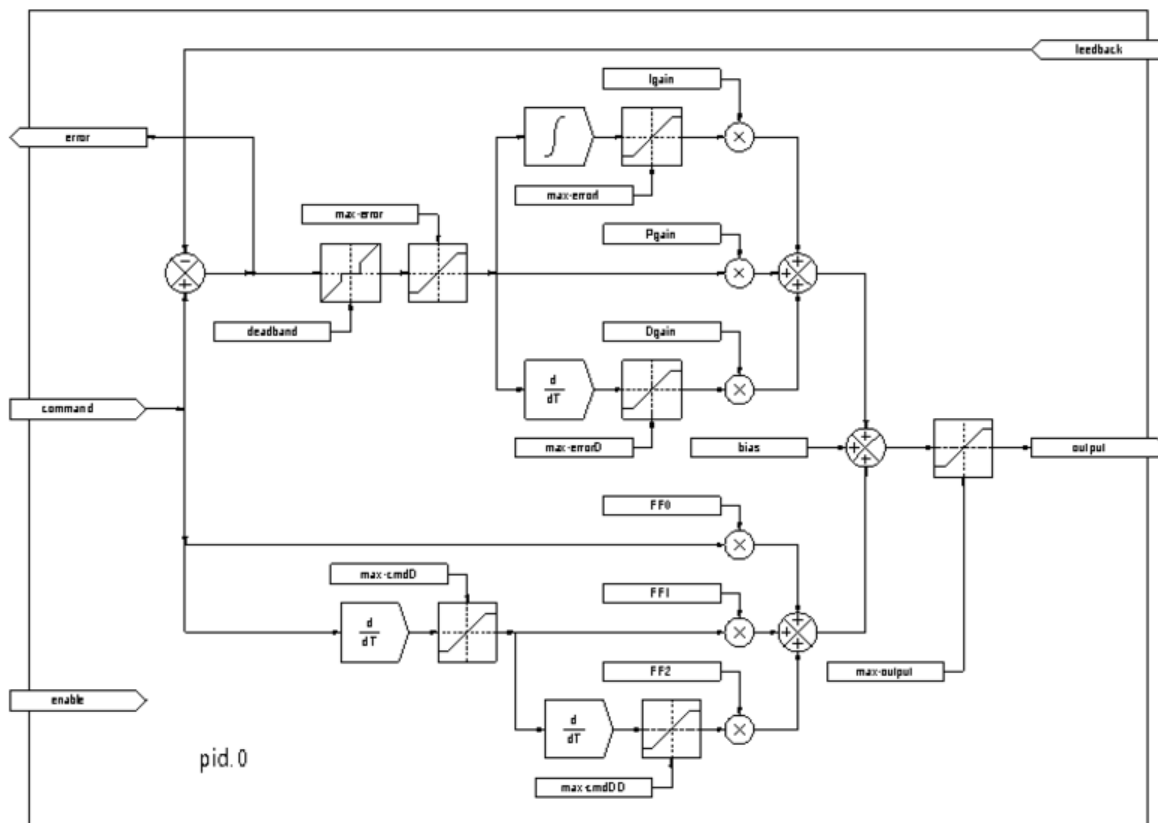 feedback
Igain
error
max-errorI
max-error
Pgain
−
+
+
+
+
deadband
Dgain
d
dT
command
max-errorD
bias
+
+
+
output
FF0
max-cmdD
FF1
d
dT
+
+
+
FF2
max-output
enable
d
dT
pid.0
max-cmdDD